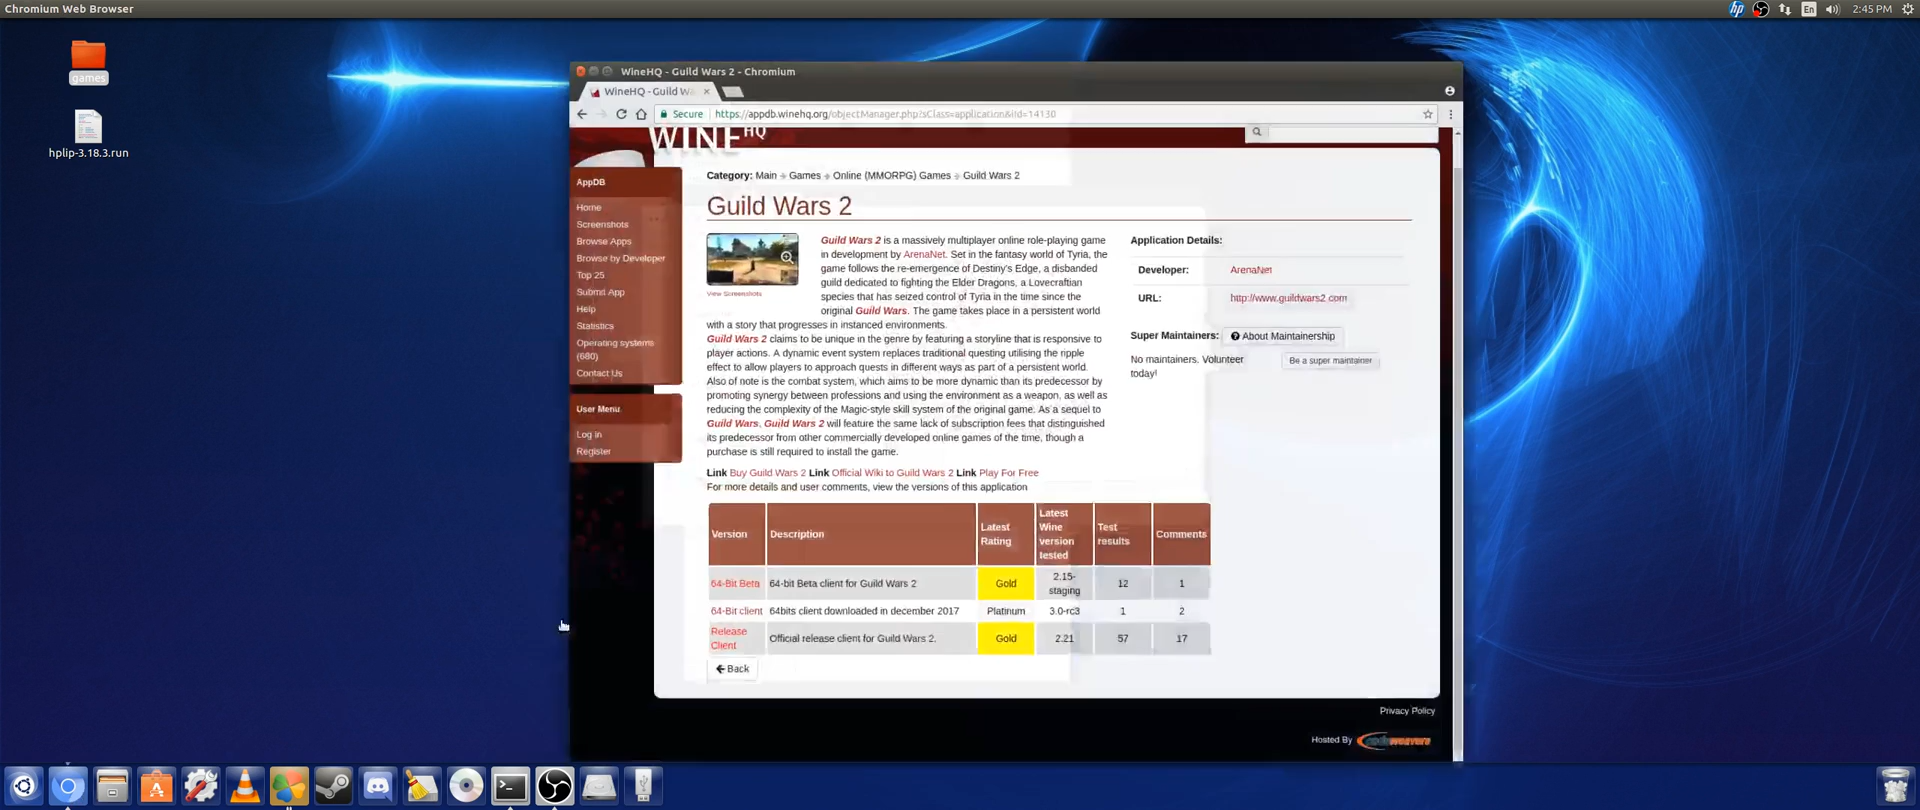 Chromium Web Browser
hp
En
2:45 PM
games
hplip-3.18.3.run
WineHQ - Guild Wars 2 - Chromium
WineHQ - Guild Wa
Secure
https://appdb.winehq.org/objectManager.php?sClass=application&iId=14130
WINE HQ
AppDB
Home
Screenshots
Browse Apps
Browse by Developer
Top 25
Submit App
Help
Statistics
Operating systems
(680)
Contact Us
User Menu
Log in
Register
Category: Main Games Online (MMORPG) Games Guild Wars 2
Guild Wars 2
View Screenshots
Guild Wars 2 is a massively multiplayer online role-playing game
in development by ArenaNet. Set in the fantasy world of Tyria, the
game follows the re-emergence of Destiny's Edge, a disbanded
guild dedicated to fighting the Elder Dragons, a Lovecraftian
species that has seized control of Tyria in the time since the
original Guild Wars. The game takes place in a persistent world
with a story that progresses in instanced environments.
Guild Wars 2 claims to be unique in the genre by featuring a storyline that is responsive to
player actions. A dynamic event system replaces traditional questing utilising the ripple
effect to allow players to approach quests in different ways as part of a persistent world.
Also of note is the combat system, which aims to be more dynamic than its predecessor by
promoting synergy between professions and using the environment as a weapon, as well as
reducing the complexity of the Magic-style skill system of the original game. As a sequel to
Guild Wars, Guild Wars 2 will feature the same lack of subscription fees that distinguished
its predecessor from other commercially developed online games of the time, though a
purchase is still required to install the game.
Link Buy Guild Wars 2 Link Official Wiki to Guild Wars 2 Link Play For Free
For more details and user comments, view the versions of this application
Application Details:
Developer: ArenaNet
URL: http://www.guildwars2.com
Super Maintainers: About Maintainership
No maintainers. Volunteer
today!
Be a super maintainer
Version Description Latest Rating Latest Wine version tested Test results Comments
64-Bit Beta 64-bit Beta client for Guild Wars 2 Gold 2.15-staging 12 1
64-Bit client 64bits client downloaded in december 2017 Platinum 3.0-rc3 1 2
Release Client Official release client for Guild Wars 2. Gold 2.21 57 17
Back
Privacy Policy
Hosted By codeweavers